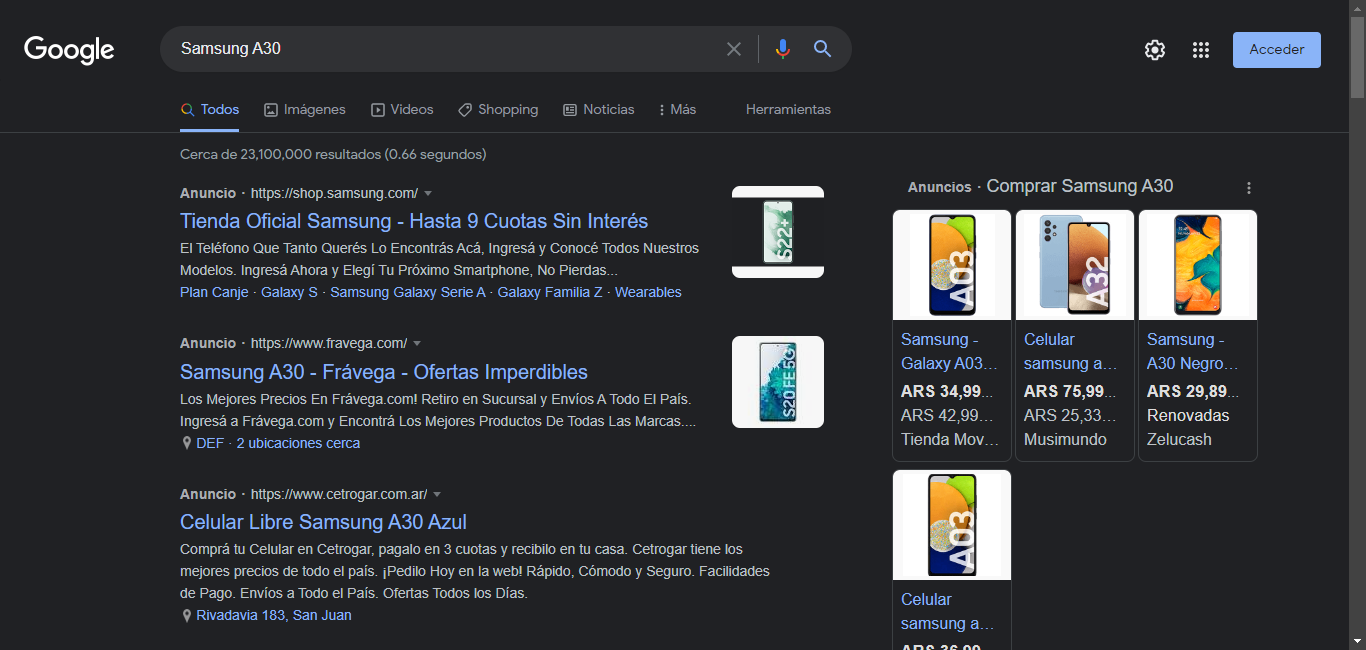 Google
Samsung A30
Acceder
Todos
Imágenes
Videos
Shopping
Noticias
Más
Herramientas
Cerca de 23,100,000 resultados (0.66 segundos)
Anuncio · https://shop.samsung.com/
Tienda Oficial Samsung - Hasta 9 Cuotas Sin Interés
El Teléfono Que Tanto Querés Lo Encontrás Acá, Ingresá y Conocé Todos Nuestros
Modelos. Ingresá Ahora y Elegí Tu Próximo Smartphone, No Pierdas...
Plan Canje · Galaxy S · Samsung Galaxy Serie A · Galaxy Familia Z · Wearables
S22+
Anuncio · https://www.fravega.com/
Samsung A30 - Frávega - Ofertas Imperdibles
Los Mejores Precios En Frávega.com! Retiro en Sucursal y Envíos A Todo El País.
Ingresá a Frávega.com y Encontrá Los Mejores Productos De Todas Las Marcas....
DEF · 2 ubicaciones cerca
S20 FE 5G
Anuncio · https://www.cetrogar.com.ar/
Celular Libre Samsung A30 Azul
Comprá tu Celular en Cetrogar, pagalo en 3 cuotas y recibilo en tu casa. Cetrogar tiene los
mejores precios de todo el país. ¡Pedilo Hoy en la web! Rápido, Cómodo y Seguro. Facilidades
de Pago. Envíos a Todo el País. Ofertas Todos los Días.
Rivadavia 183, San Juan
Anuncios · Comprar Samsung A30
A03
Samsung -
Galaxy A03...
ARS 34,99...
ARS 42,99...
Tienda Mov...
A32
Celular
samsung a...
ARS 75,99...
ARS 25,33...
Musimundo
Samsung -
A30 Negro...
ARS 29,89...
Renovadas
Zelucash
A03
Celular
samsung a...
ARS 36,99...